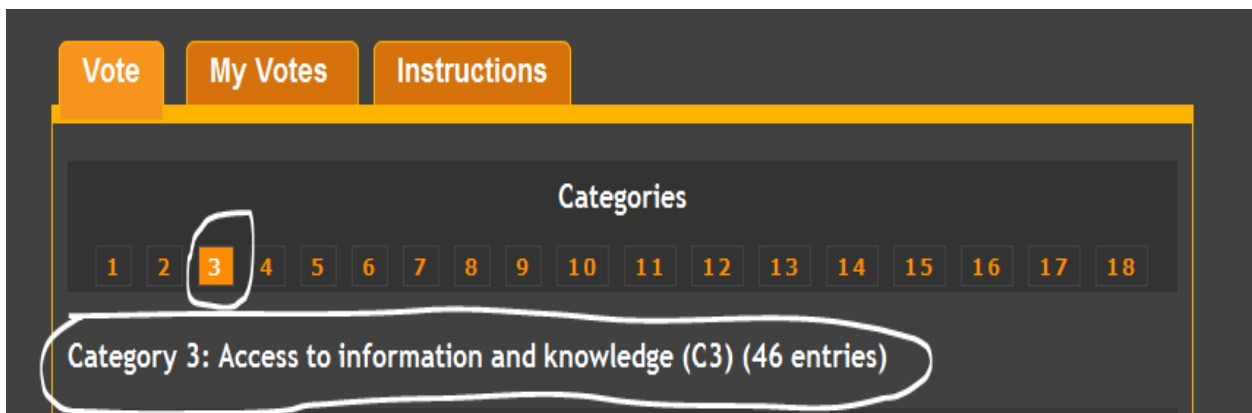 Vote My Votes Instructions
Categories
1 2 3 4 5 6 7 8 9 10 11 12 13 14 15 16 17 18
Category 3: Access to information and knowledge (C3) (46 entries)